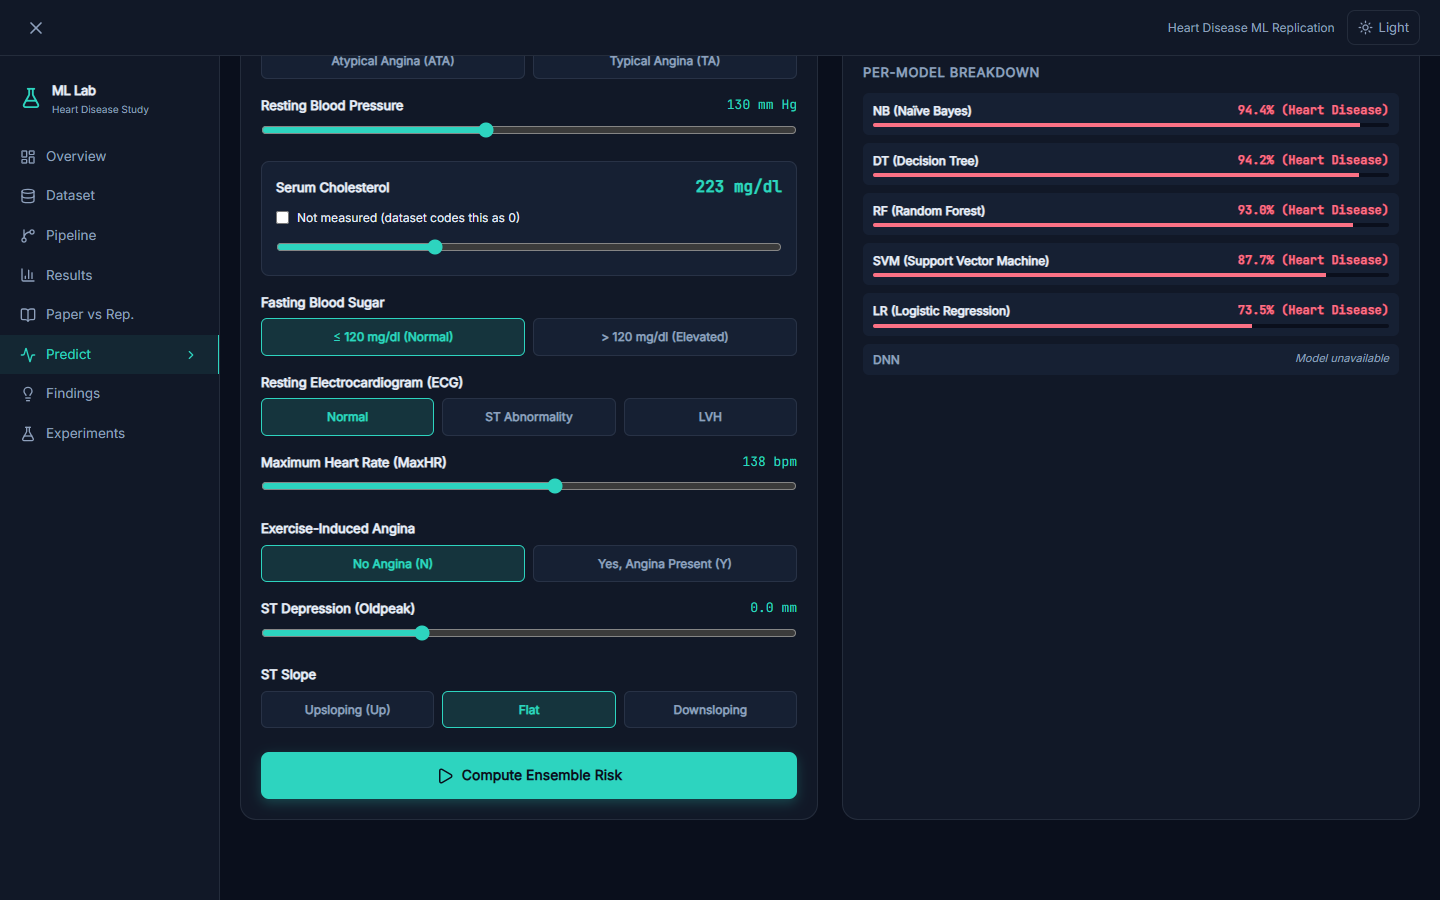 Heart Disease ML Replication
Light
ML Lab
Heart Disease Study
Overview
Dataset
Pipeline
Results
Paper vs Rep.
Predict
Findings
Experiments
Atypical Angina (ATA)
Typical Angina (TA)
Resting Blood Pressure
130 mm Hg
Serum Cholesterol
223 mg/dl
Not measured (dataset codes this as 0)
Fasting Blood Sugar
≤ 120 mg/dl (Normal)
> 120 mg/dl (Elevated)
Resting Electrocardiogram (ECG)
Normal
ST Abnormality
LVH
Maximum Heart Rate (MaxHR)
138 bpm
Exercise-Induced Angina
No Angina (N)
Yes, Angina Present (Y)
ST Depression (Oldpeak)
0.0 mm
ST Slope
Upsloping (Up)
Flat
Downsloping
Compute Ensemble Risk
PER-MODEL BREAKDOWN
NB (Naïve Bayes)
94.4% (Heart Disease)
DT (Decision Tree)
94.2% (Heart Disease)
RF (Random Forest)
93.0% (Heart Disease)
SVM (Support Vector Machine)
87.7% (Heart Disease)
LR (Logistic Regression)
73.5% (Heart Disease)
DNN
Model unavailable